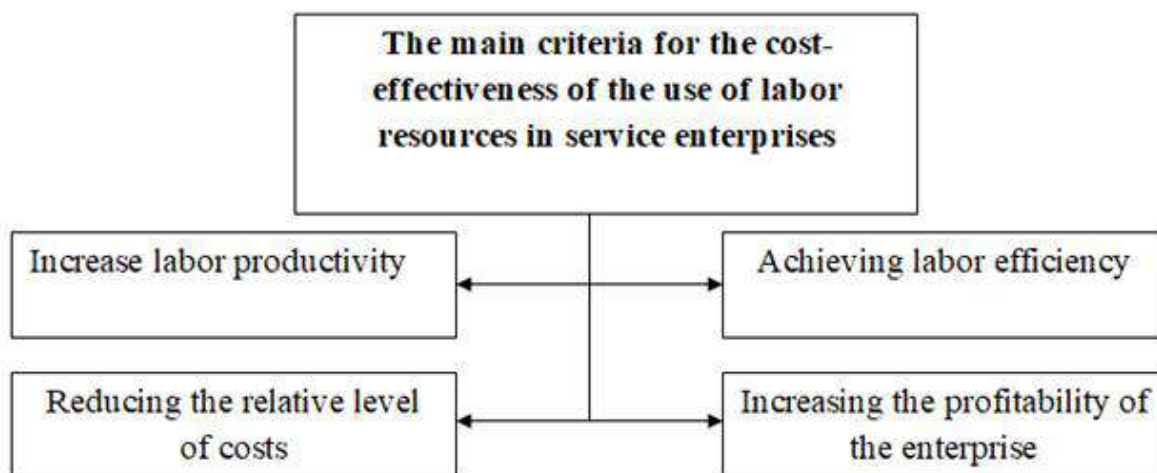 The main criteria for the cost-
effectiveness of the use of labor
resources in service enterprises
Increase labor productivity
Achieving labor efficiency
Reducing the relative level
of costs
Increasing the profitability of
the enterprise